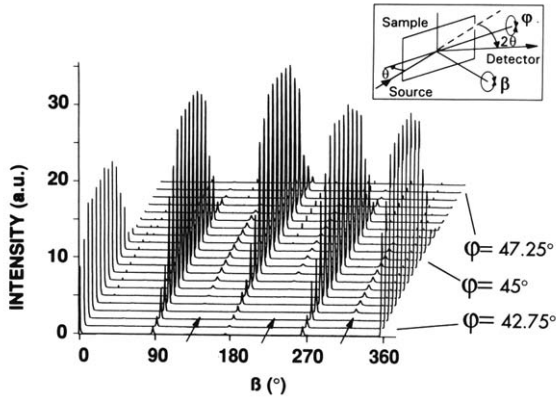 Sample
φ
2θ
Detector
θ
β
Source
30
20
10
0
INTENSITY (a.u.)
φ= 47.25°
φ= 45°
φ= 42.75°
0 90 180 270 360
ß (°)